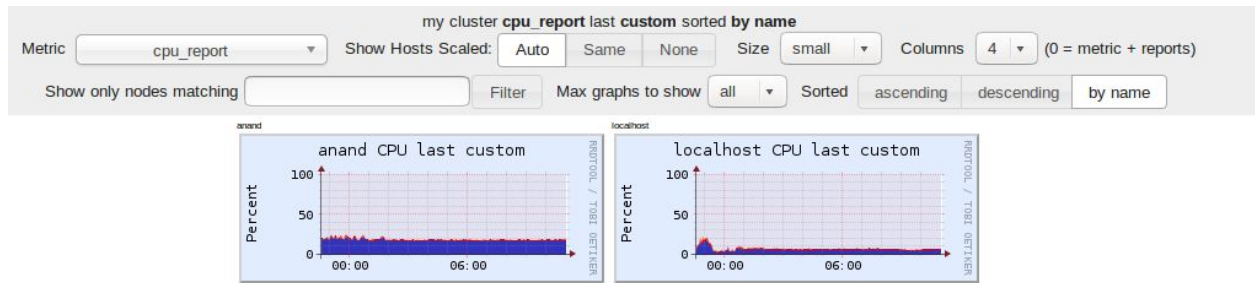 my cluster cpu_report last custom sorted by name
Metric cpu_report Show Hosts Scaled: Auto Same None Size small Columns 4 (0 = metric + reports)
Show only nodes matching Filter Max graphs to show all Sorted ascending descending by name
anand
anand CPU last custom
RRDTOOL / TOBI OETIKER
Percent
100
50
0
00:00 06:00
localhost
localhost CPU last custom
RRDTOOL / TOBI OETIKER
Percent
100
50
0
00:00 06:00